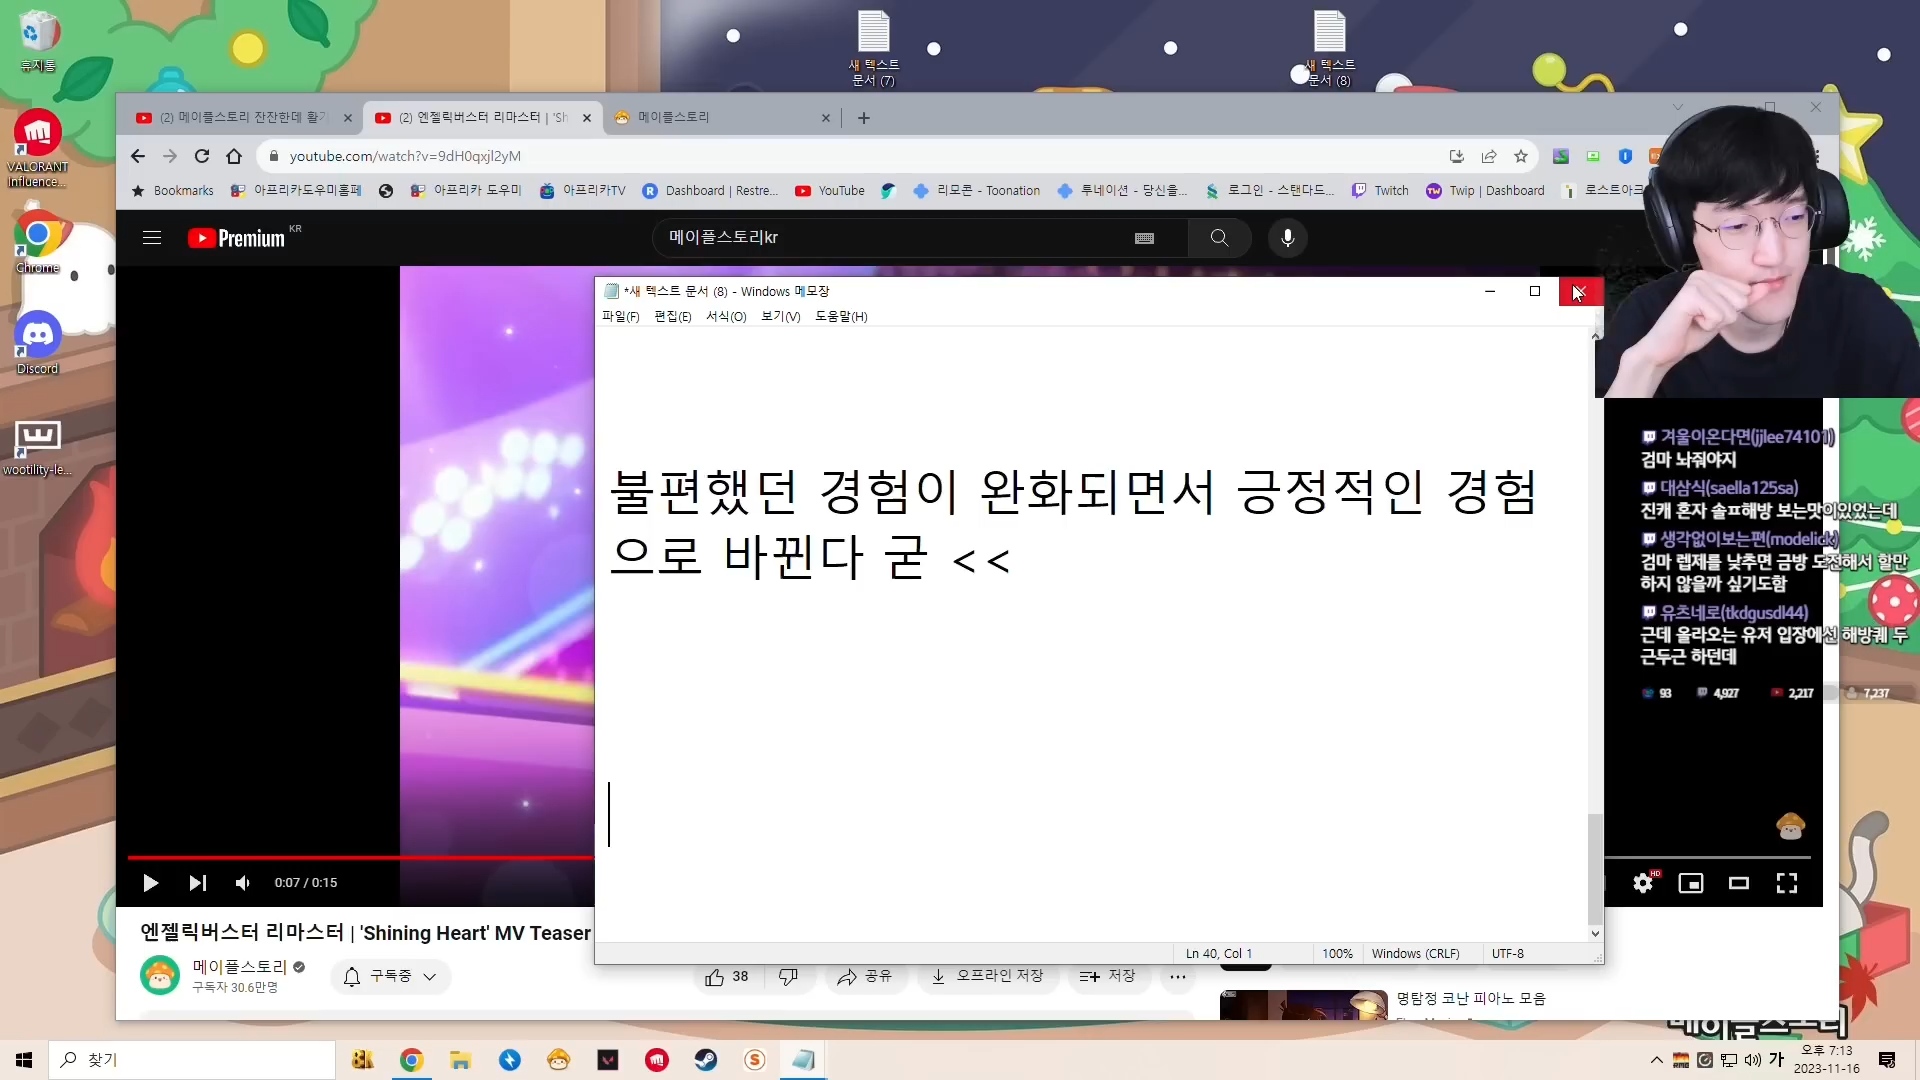 휴지통
VALORANT
Influence...
Chrome
Discord
wootility-le...
새 텍스트
문서 (7)
새 텍스트
문서 (8)
(2) 메이플스토리 잔잔한데 활기
(2) 엔젤릭버스터 리마스터 | 'Sh
메이플스토리
youtube.com/watch?v=9dH0qxjl2yM
Bookmarks
아프리카도우미홈페
아프리카 도우미
아프리카TV
Dashboard | Restre...
YouTube
리모콘 - Toonation
투네이션 - 당신을...
로그인 - 스탠다드...
Twitch
Twip | Dashboard
로스트아크
Premium KR
메이플스토리kr
*새 텍스트 문서 (8) - Windows 메모장
파일(F) 편집(E) 서식(O) 보기(V) 도움말(H)
불편했던 경험이 완화되면서 긍정적인 경험
으로 바뀐다 굳 <<
Ln 40, Col 1
100%
Windows (CRLF)
UTF-8
겨울이온다면(jjlee74101)
검마 놔줘야지
대삼식(saella125sa)
진캐 혼자 솔ㅍ해방 보는맛이있었는데
생각없이보는편(modelick)
검마 렙제를 낮추면 금방 도전해서 할만
하지 않을까 싶기도함
유츠네로(tkdgusdl44)
근데 올라오는 유저 입장에선 해방퀘 두
근두근 하던데
93 4,927 2,217 7,237
0:07 / 0:15
HD
엔젤릭버스터 리마스터 | 'Shining Heart' MV Teaser
메이플스토리
구독자 30.6만명
구독중
38
공유
오프라인 저장
저장
명탐정 코난 피아노 모음
메이플스토리
찾기
가
오후 7:13
2023-11-16